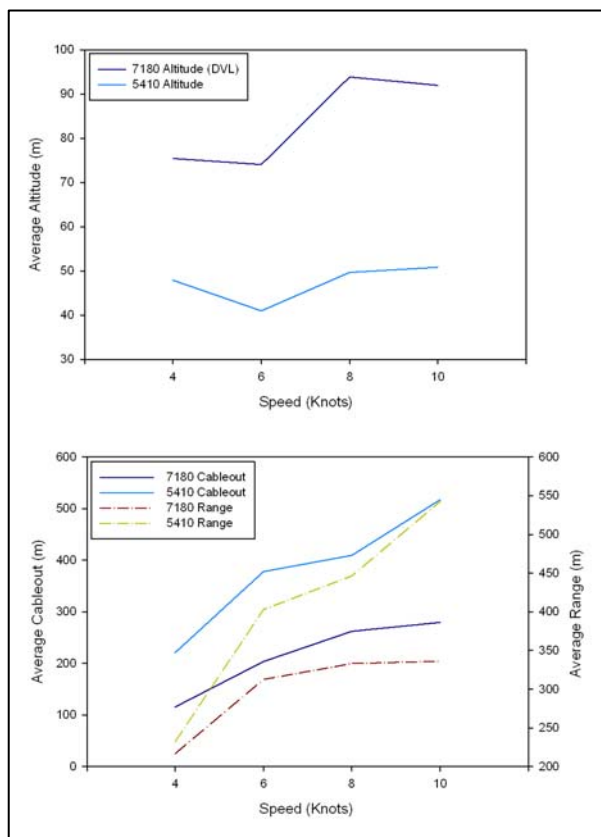 100
90
80
70
60
50
40
30
Average Altitude (m)
7180 Altitude (DVL)
5410 Altitude
4 6 8 10
Speed (Knots)
600
500
400
300
200
100
0
Average Cableout (m)
7180 Cableout
5410 Cableout
7180 Range
5410 Range
600
550
500
450
400
350
300
250
200
Average Range (m)
4 6 8 10
Speed (Knots)